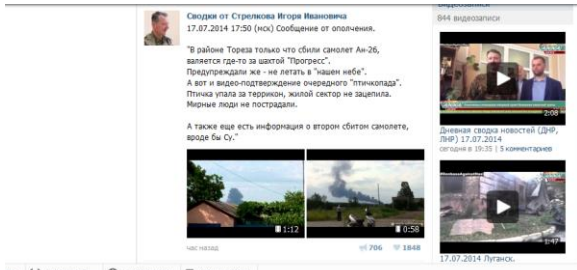 Сводки от Стрелкова Игоря Ивановича
17.07.2014 17:50 (мск) Сообщение от ополчения.
"В районе Тореза только что сбили самолет Ан-26,
валяется где-то за шахтой "Прогресс".
Предупреждали же - не летать в "нашем небе".
А вот и видео-подтверждение очередного "птичкопада".
Птичка упала за террикон, жилой сектор не зацепила.
Мирные люди не пострадали.
А также еще есть информация о втором сбитом самолете,
вроде бы Су."
1:12
0:58
час назад
706
1848
844 видеозаписи
2:08
Дневная сводка новостей (ДНР,
ЛНР) 17.07.2014
сегодня в 19:35 | 5 комментариев
1:47
17.07.2014 Луганск.